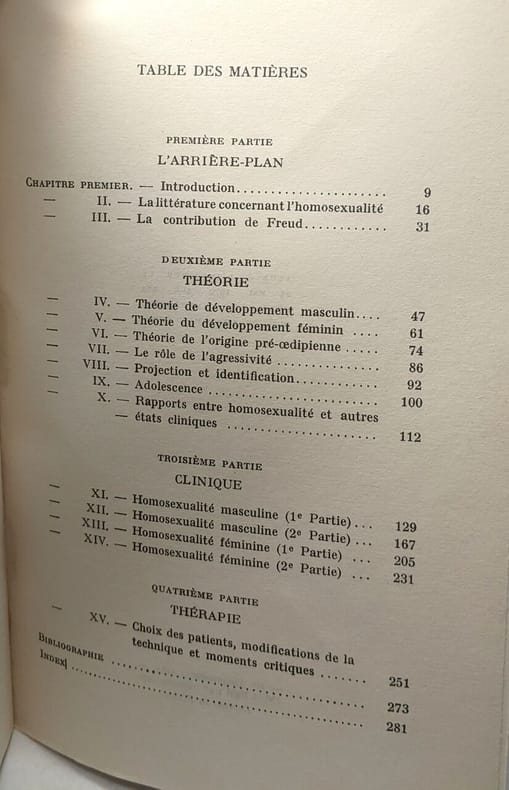 TABLE DES MATIÈRES
PREMIÈRE PARTIE
L'ARRIÈRE-PLAN
CHAPITRE PREMIER. — Introduction...................... 9
— II. — La littérature concernant l'homosexualité 16
— III. — La contribution de Freud............ 31
DEUXIÈME PARTIE
THÉORIE
— IV. — Théorie de développement masculin.... 47
— V. — Théorie du développement féminin .... 61
— VI. — Théorie de l'origine pré-œdipienne ..... 74
— VII. — Le rôle de l'agressivité ............... 86
— VIII. — Projection et identification............ 92
— IX. — Adolescence ......................... 100
— X. — Rapports entre homosexualité et autres
— états cliniques ...................... 112
TROISIÈME PARTIE
CLINIQUE
— XI. — Homosexualité masculine (1e Partie)... 129
— XII. — Homosexualité masculine (2e Partie)... 167
— XIII. — Homosexualité féminine (1e Partie) ... 205
— XIV. — Homosexualité féminine (2e Partie) ... 231
QUATRIÈME PARTIE
THÉRAPIE
— XV. — Choix des patients, modifications de la
technique et moments critiques ....... 251
BIBLIOGRAPHIE ...................................... 273
INDEX ............................................. 281